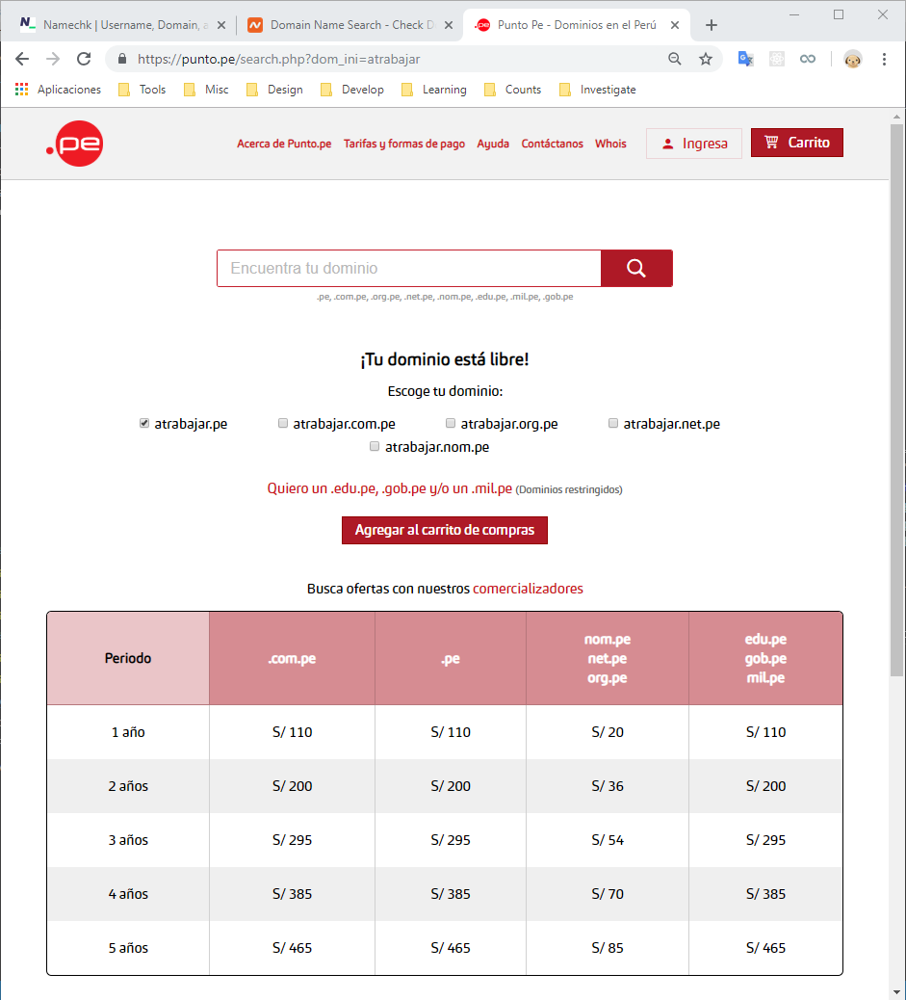 Namechk | Username, Domain, a
Domain Name Search - Check D
Punto Pe - Dominios en el Perú
https://punto.pe/search.php?dom_ini=atrabajar
Aplicaciones Tools Misc Design Develop Learning Counts Investigate
.pe
Acerca de Punto.pe Tarifas y formas de pago Ayuda Contáctanos Whois Ingresa Carrito
Encuentra tu dominio
.pe, .com.pe, .org.pe, .net.pe, .nom.pe, .edu.pe, .mil.pe, .gob.pe
¡Tu dominio está libre!
Escoge tu dominio:
atrabajar.pe atrabajar.com.pe atrabajar.org.pe atrabajar.net.pe
atrabajar.nom.pe
Quiero un .edu.pe, .gob.pe y/o un .mil.pe (Dominios restringidos)
Agregar al carrito de compras
Busca ofertas con nuestros comercializadores
Periodo .com.pe .pe
nom.pe
net.pe
org.pe
edu.pe
gob.pe
mil.pe
1 año S/ 110 S/ 110 S/ 20 S/ 110
2 años S/ 200 S/ 200 S/ 36 S/ 200
3 años S/ 295 S/ 295 S/ 54 S/ 295
4 años S/ 385 S/ 385 S/ 70 S/ 385
5 años S/ 465 S/ 465 S/ 85 S/ 465